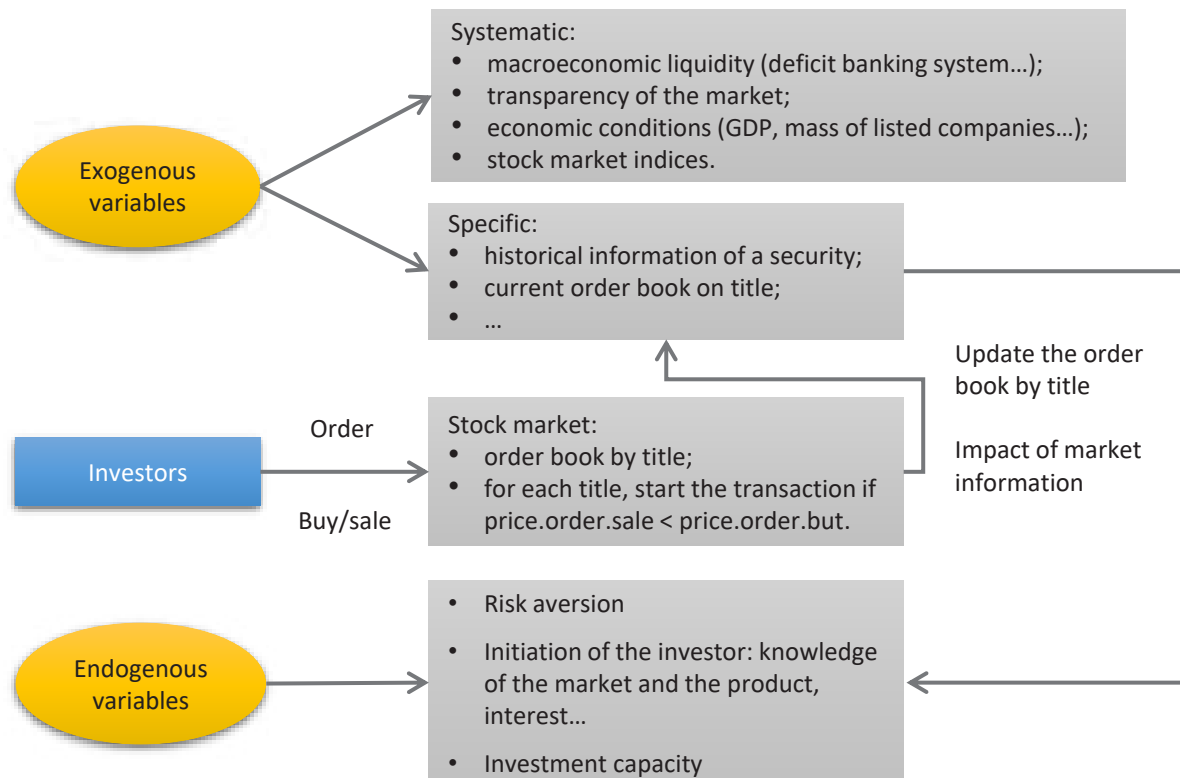 Systematic:
• macroeconomic liquidity (deficit banking system…);
• transparency of the market;
• economic conditions (GDP, mass of listed companies…);
• stock market indices.
Exogenous
variables
Specific:
• historical information of a security;
• current order book on title;
• …
Update the order
book by title
Impact of market
information
Investors
Order
Buy/sale
Stock market:
• order book by title;
• for each title, start the transaction if
price.order.sale < price.order.but.
Endogenous
variables
• Risk aversion
• Initiation of the investor: knowledge
of the market and the product,
interest…
• Investment capacity